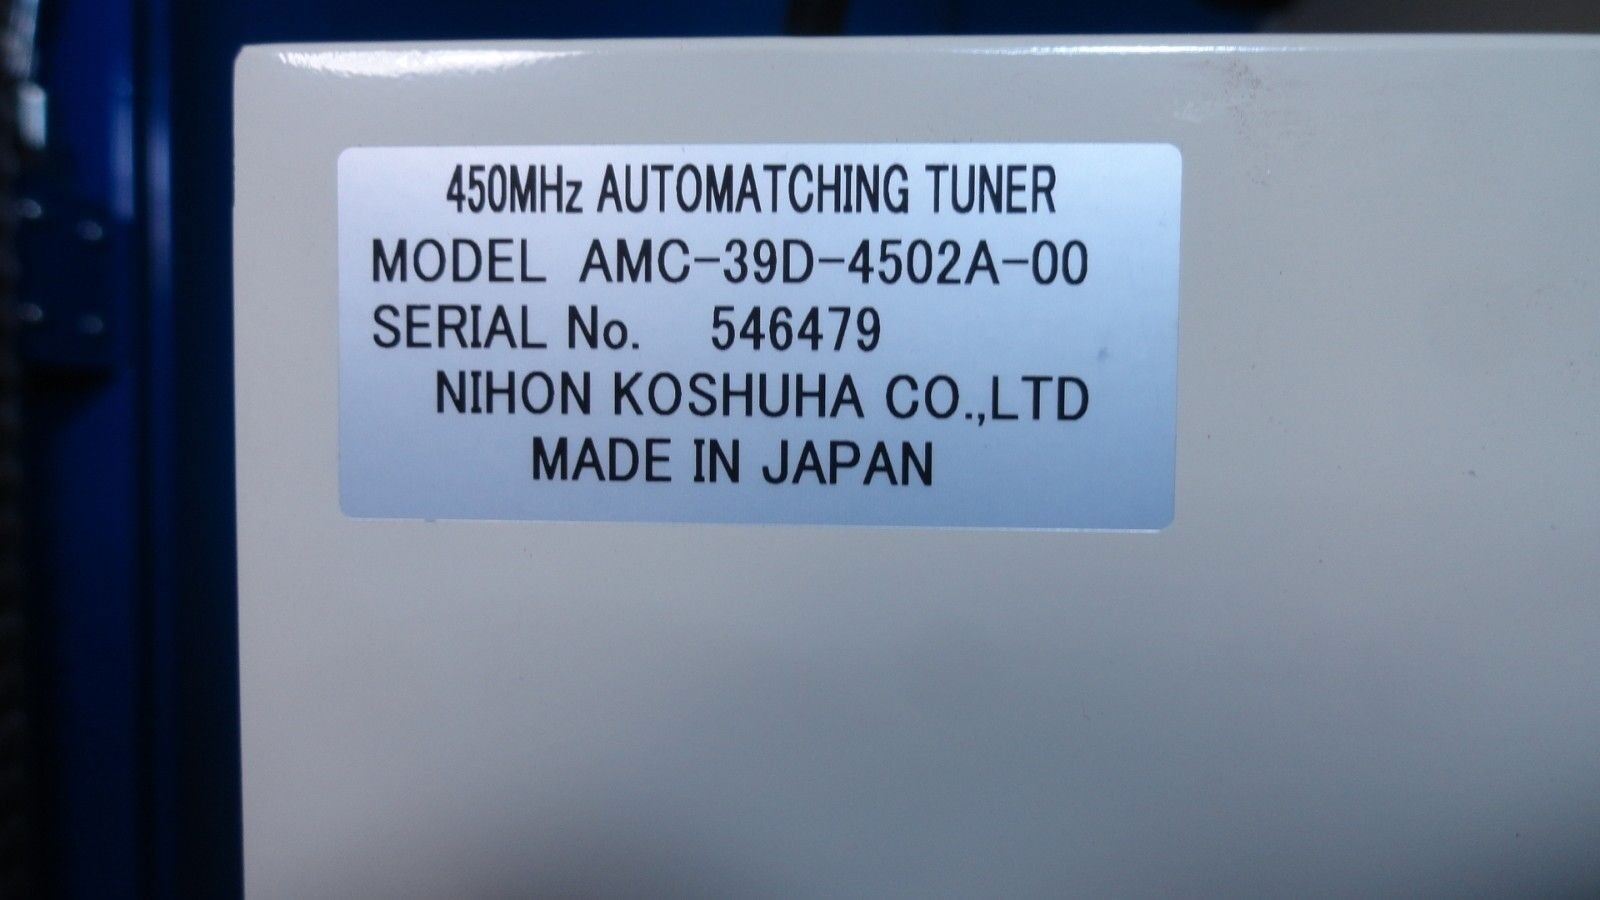 450MHz AUTOMATCHING TUNER
MODEL AMC-39D-4502A-00
SERIAL No. 546479
NIHON KOSHUHA CO.,LTD
MADE IN JAPAN